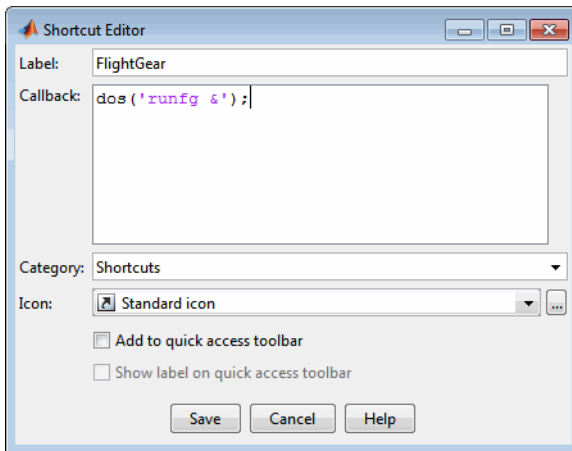 Shortcut Editor
Label: FlightGear
Callback: dos('runfg &');
Category: Shortcuts
Icon: Standard icon ...
Add to quick access toolbar
Show label on quick access toolbar
Save Cancel Help